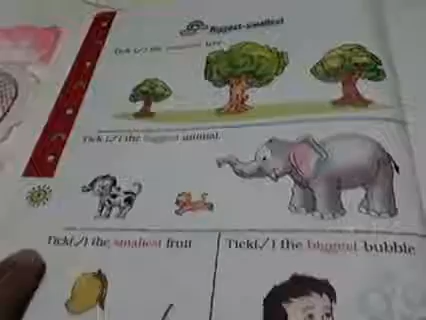 Biggest-smallest
Tick (✓) the smallest tree
Tick (✓) the biggest animal
Tick(✓) the smallest fruit
Tick(✓) the biggest bubble